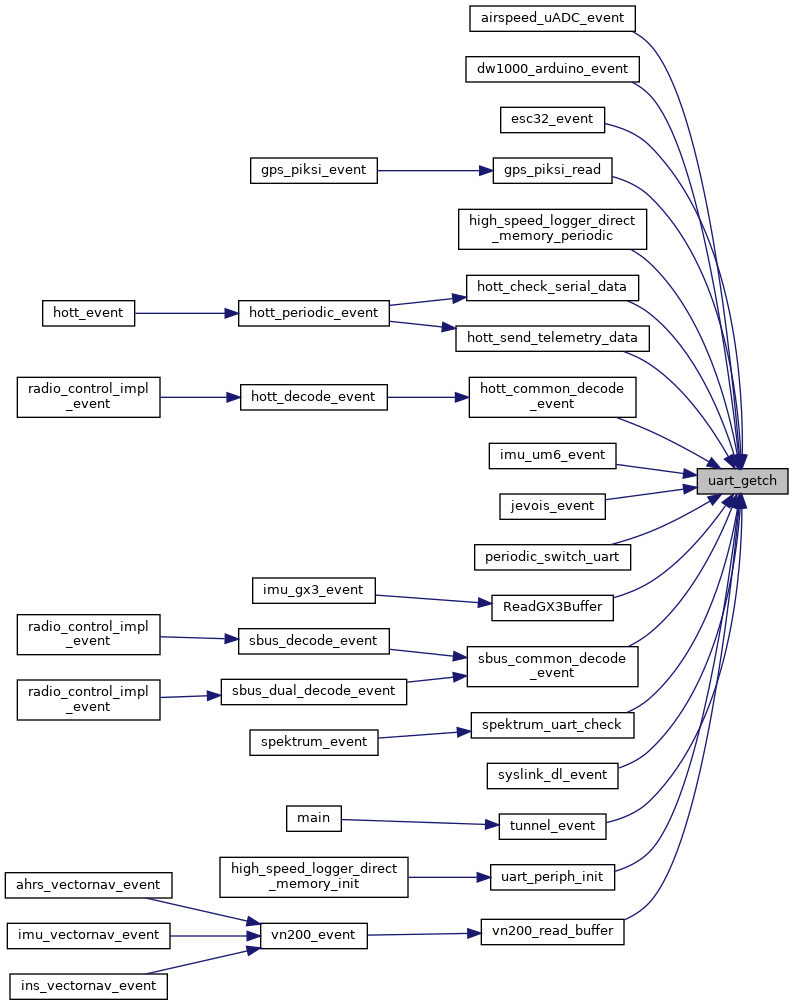 airspeed_uADC_event
dw1000_arduino_event
esc32_event
gps_piksi_event
gps_piksi_read
high_speed_logger_direct
_memory_periodic
hott_check_serial_data
hott_event
hott_periodic_event
hott_send_telemetry_data
radio_control_impl
_event
hott_decode_event
hott_common_decode
_event
imu_um6_event
uart_getch
jevois_event
periodic_switch_uart
imu_gx3_event
ReadGX3Buffer
radio_control_impl
_event
sbus_decode_event
sbus_common_decode
_event
radio_control_impl
_event
sbus_dual_decode_event
spektrum_uart_check
spektrum_event
syslink_dl_event
main
tunnel_event
high_speed_logger_direct
_memory_init
uart_periph_init
ahrs_vectornav_event
imu_vectornav_event
vn200_event
vn200_read_buffer
ins_vectornav_event